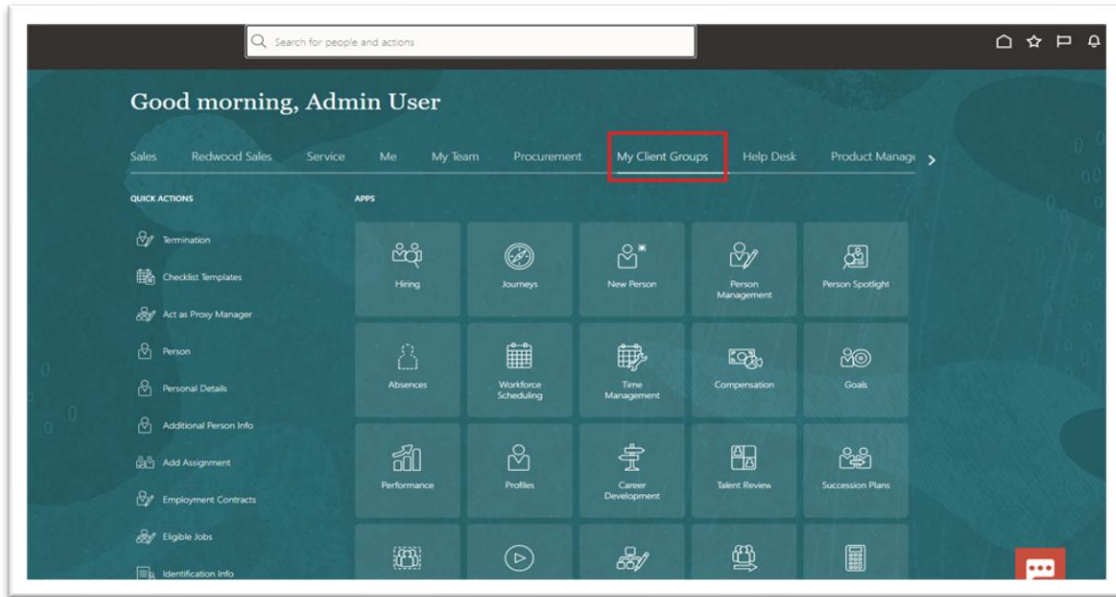 Search for people and actions
Good morning, Admin User
Sales Redwood Sales Service Me My Team Procurement My Client Groups Help Desk Product Manage
QUICK ACTIONS
APPS
Termination
Checklist Templates
Act as Proxy Manager
Person
Personal Details
Additional Person Info
Add Assignment
Employment Contracts
Eligible Jobs
Identification Info
Hiring
Journeys
New Person
Person
Management
Person Spotlight
Absences
Workforce
Scheduling
Time
Management
Compensation
Goals
Performance
Profiles
Career
Development
Talent Review
Succession Plans